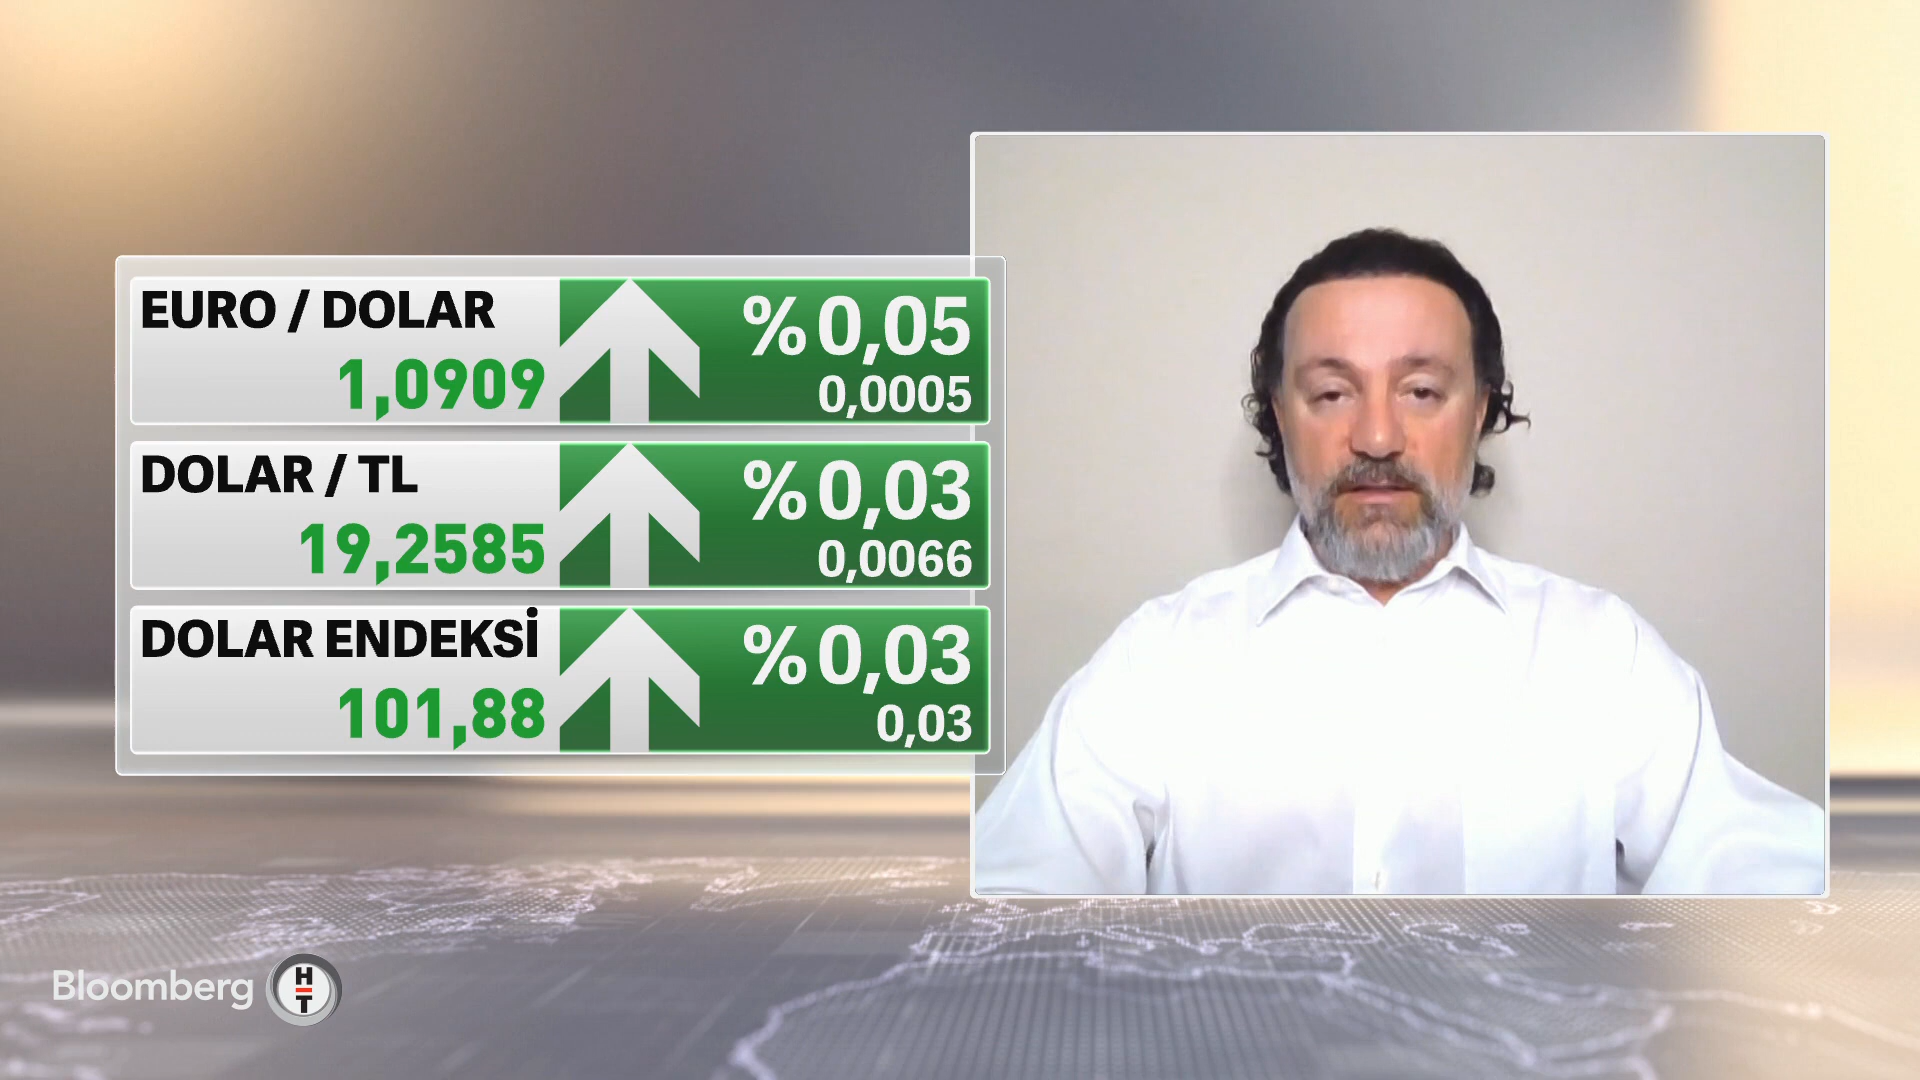 EURO / DOLAR
1,0909
%0,05
0,0005
DOLAR / TL
19,2585
%0,03
0,0066
DOLAR ENDEKSİ
101,88
%0,03
0,03
Bloomberg HT